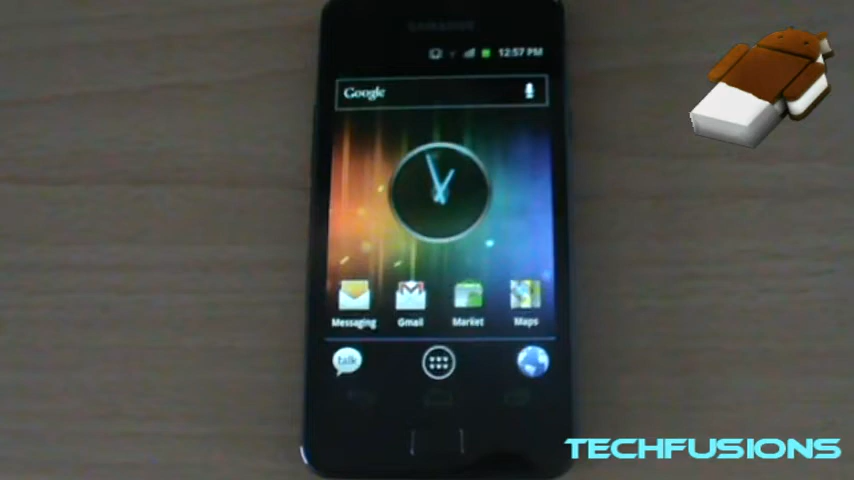 SAMSUNG
12:57 PM
Google
Messaging Gmail Market Maps
talk
TECHFUSIONS